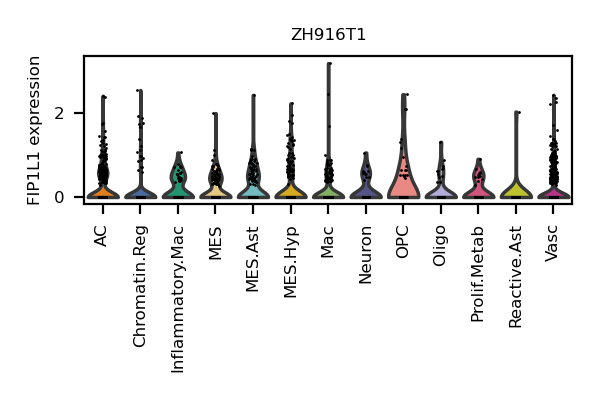 ZH916T1
FIP1L1 expression
2
0
AC
Chromatin.Reg
Inflammatory.Mac
MES
MES.Ast
MES.Hyp
Mac
Neuron
OPC
Oligo
Prolif.Metab
Reactive.Ast
Vasc